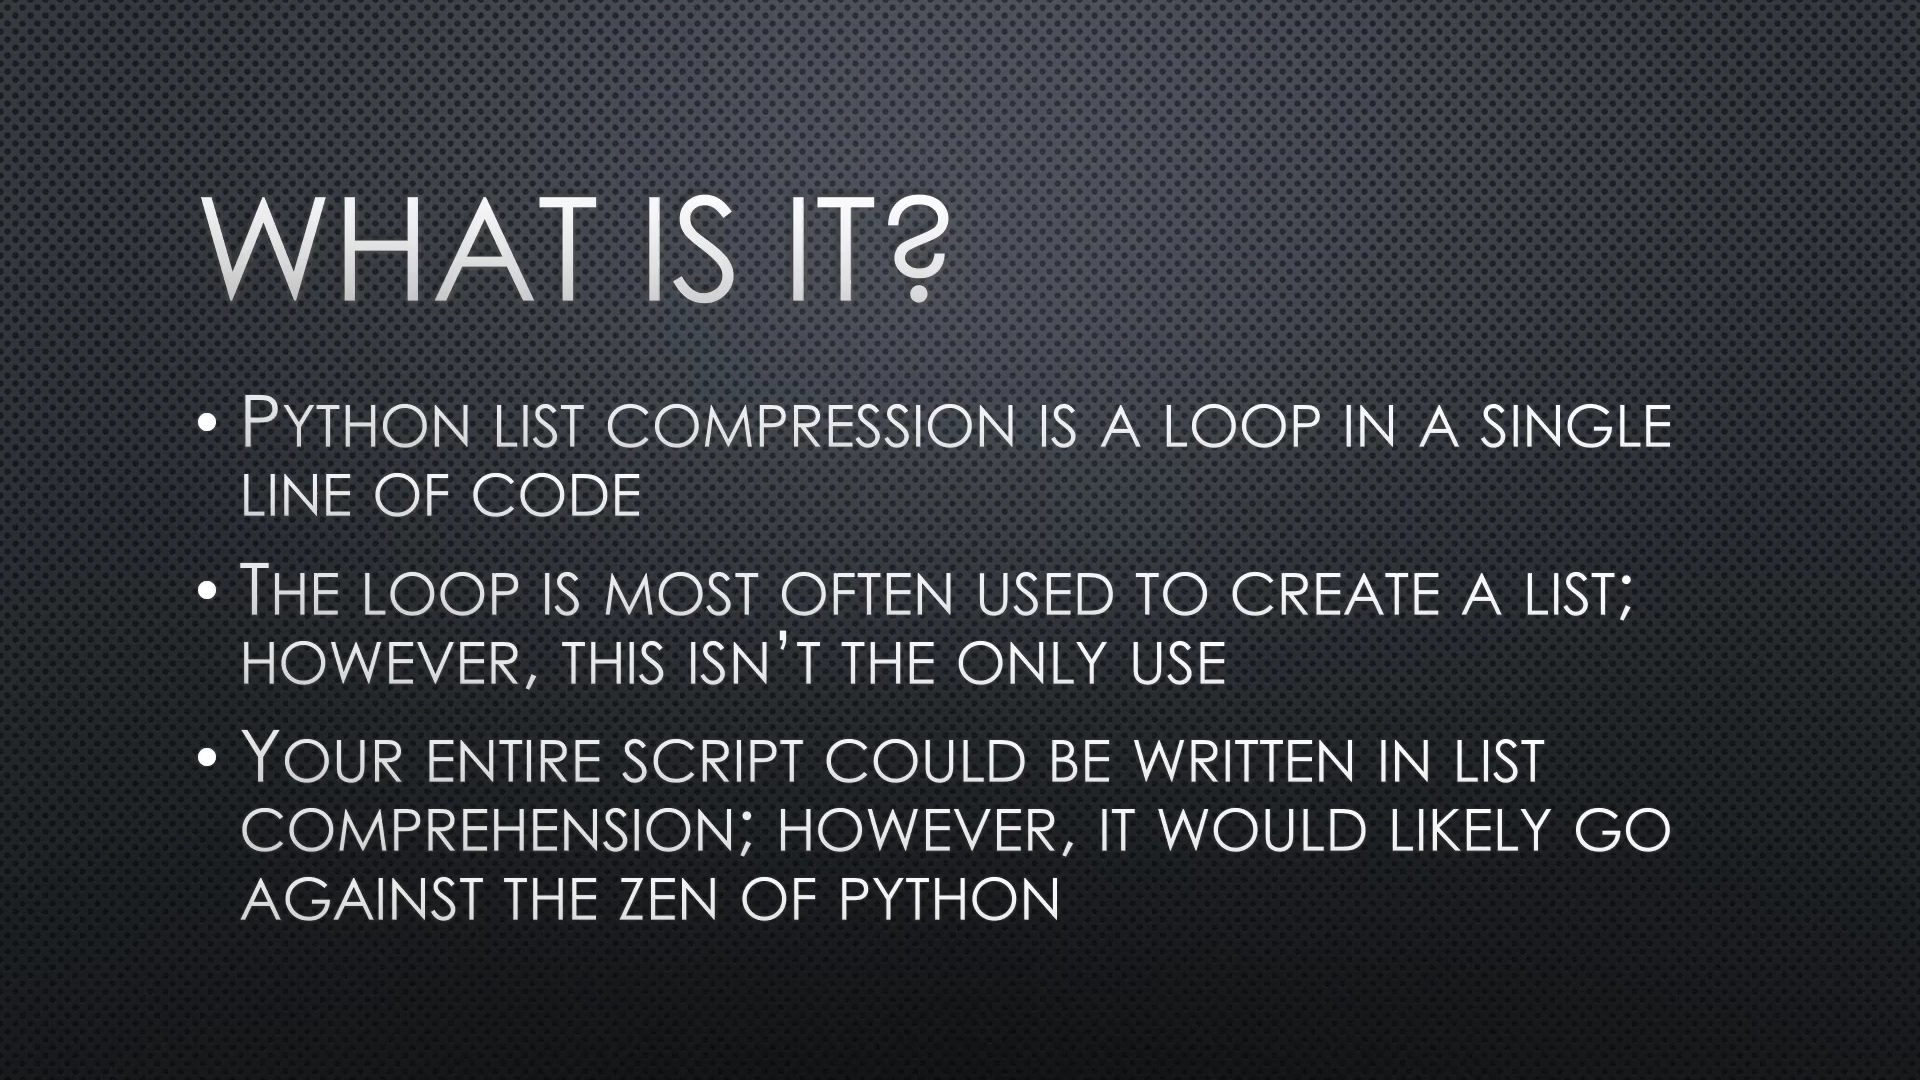 WHAT IS IT?
• PYTHON LIST COMPRESSION IS A LOOP IN A SINGLE
LINE OF CODE
• THE LOOP IS MOST OFTEN USED TO CREATE A LIST;
HOWEVER, THIS ISN’T THE ONLY USE
• YOUR ENTIRE SCRIPT COULD BE WRITTEN IN LIST
COMPREHENSION; HOWEVER, IT WOULD LIKELY GO
AGAINST THE ZEN OF PYTHON